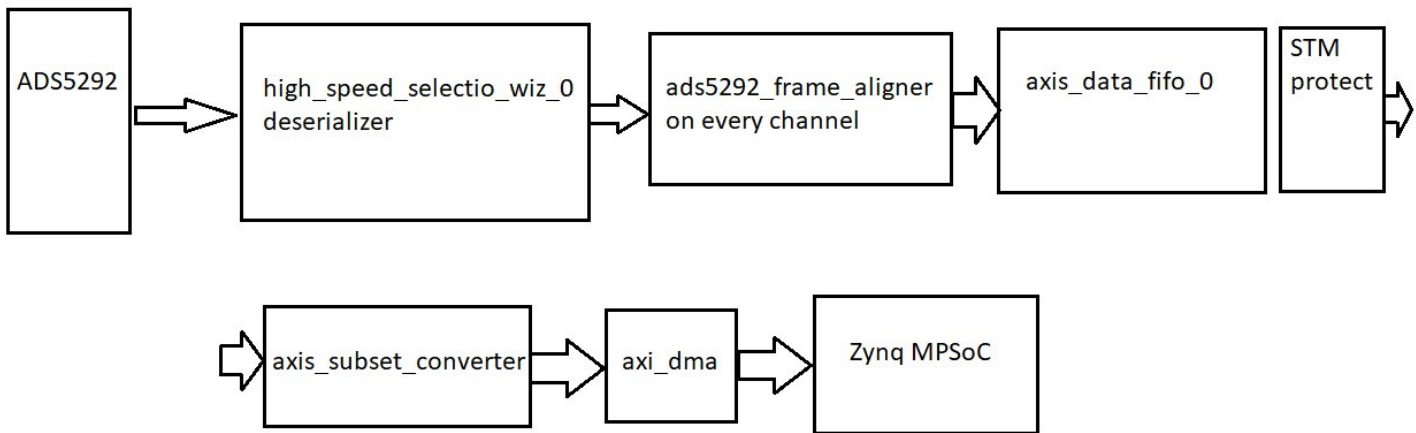 ADS5292
high_speed_selectio_wiz_0
deserializer
ads5292_frame_aligner
on every channel
axis_data_fifo_0
STM
protect
axis_subset_converter
axi_dma
Zynq MPSoC